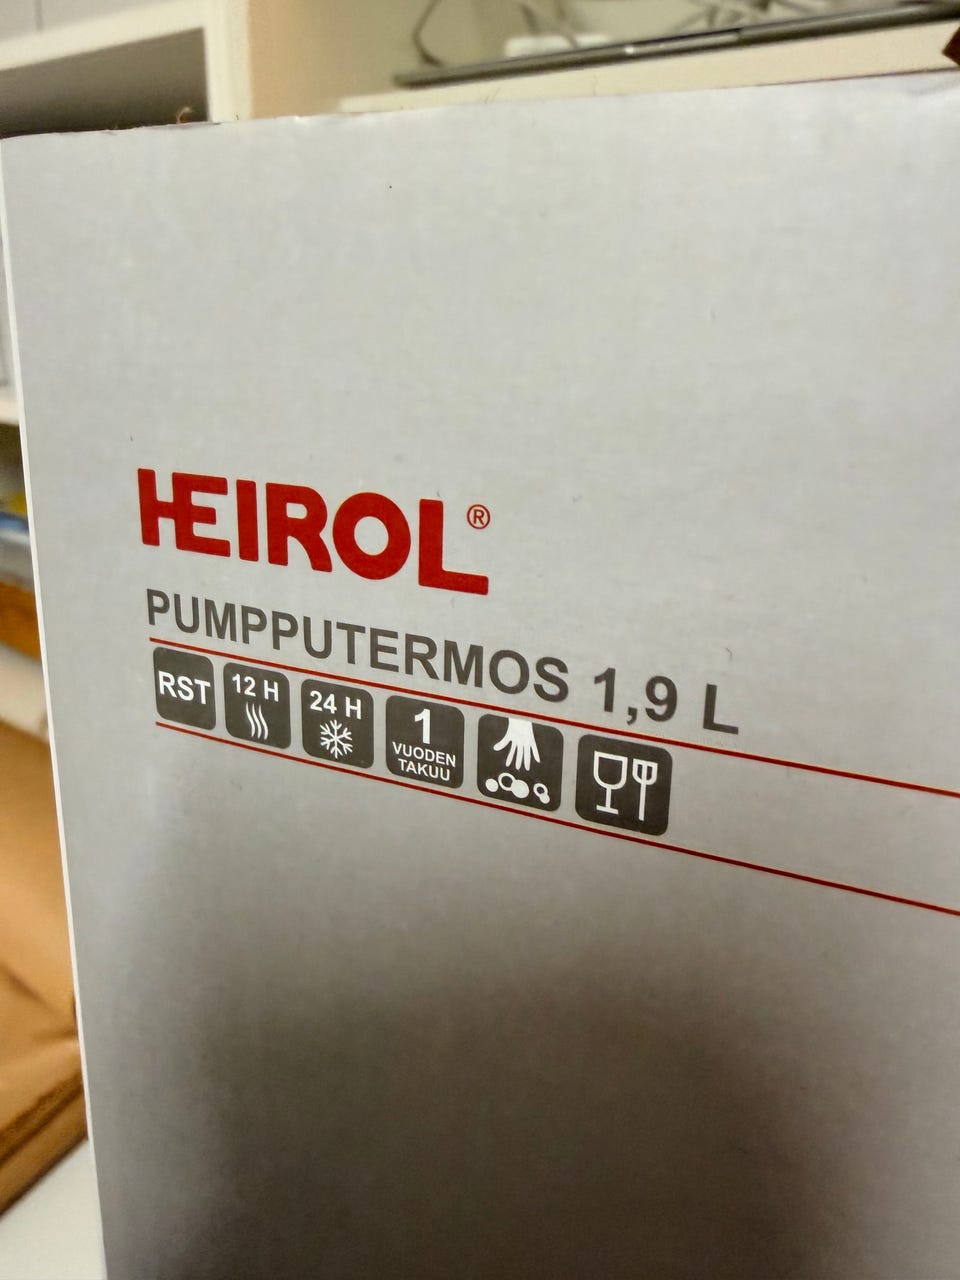 HEIROL®
PUMPPUTERMOS 1,9 L
RST
12 H
24 H
1
VUODEN
TAKUU